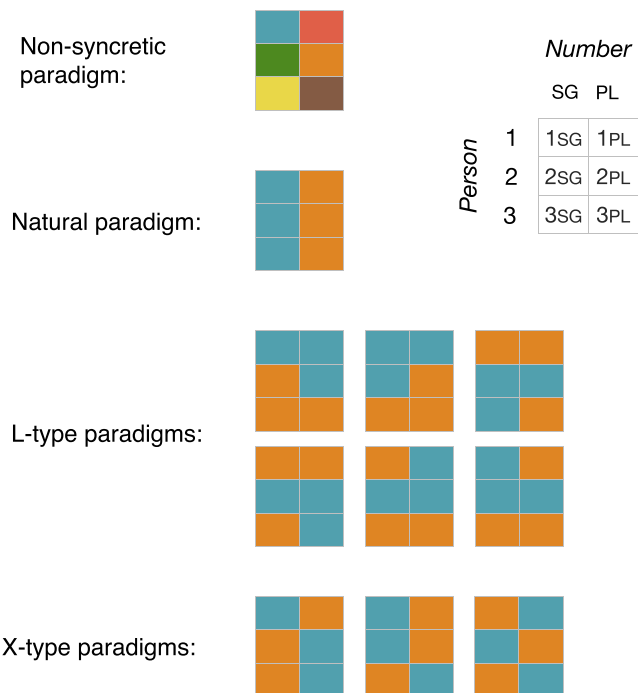 Non-syncretic
paradigm:
Number
SG PL
Person
1 1SG 1PL
2 2SG 2PL
3 3SG 3PL
Natural paradigm:
L-type paradigms:
X-type paradigms: